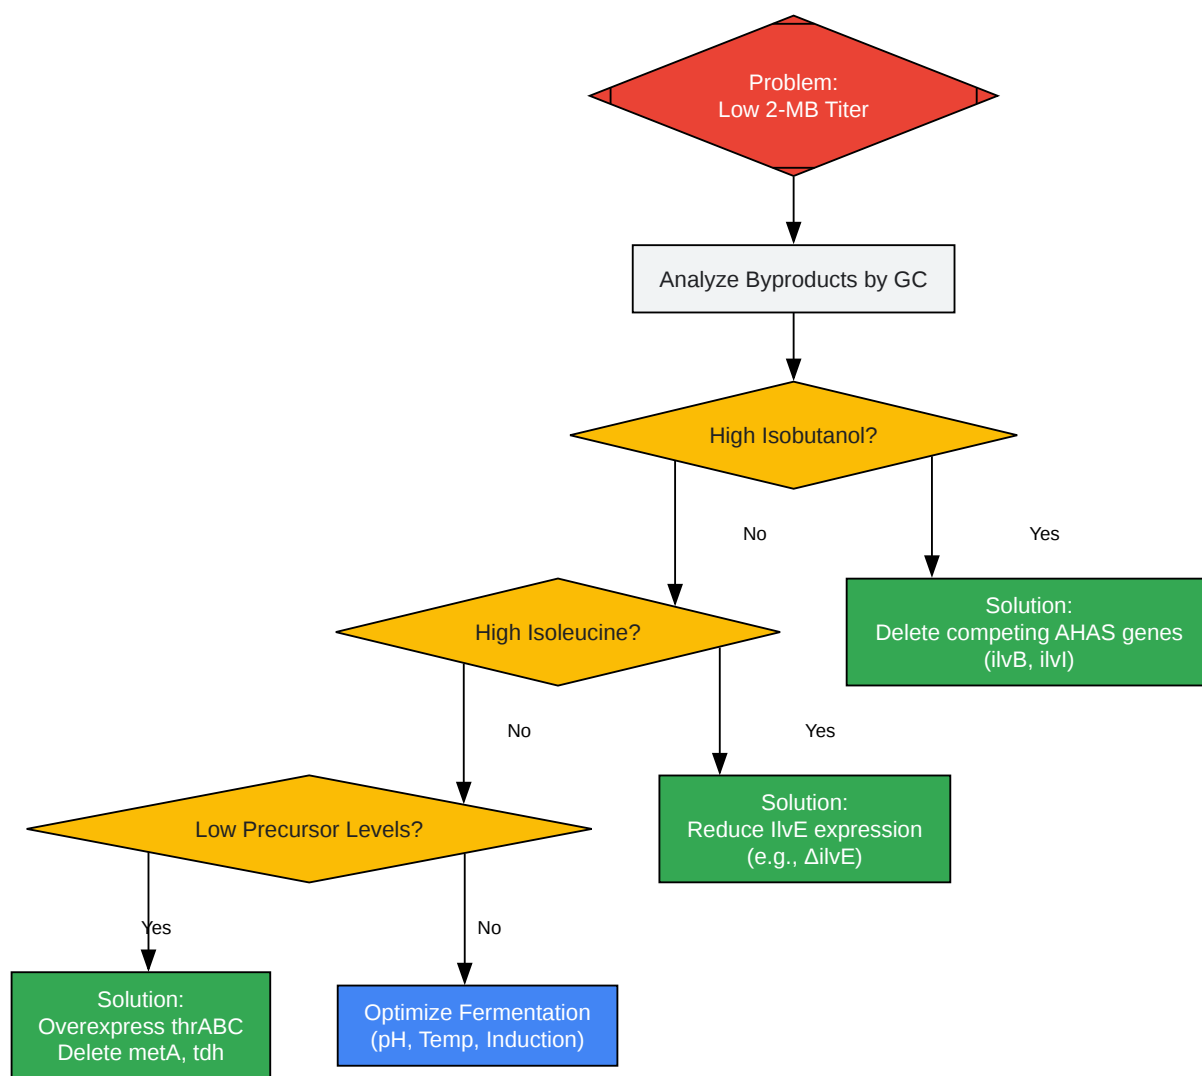 Problem:
Low 2-MB Titer
Analyze Byproducts by GC
High Isobutanol?
No
Yes
Solution:
Delete competing AHAS genes
(ilvB, ilvI)
High Isoleucine?
No
Yes
Solution:
Reduce IlvE expression
(e.g., ΔilvE)
Low Precursor Levels?
Yes
No
Solution:
Overexpress thrABC
Delete metA, tdh
Optimize Fermentation
(pH, Temp, Induction)